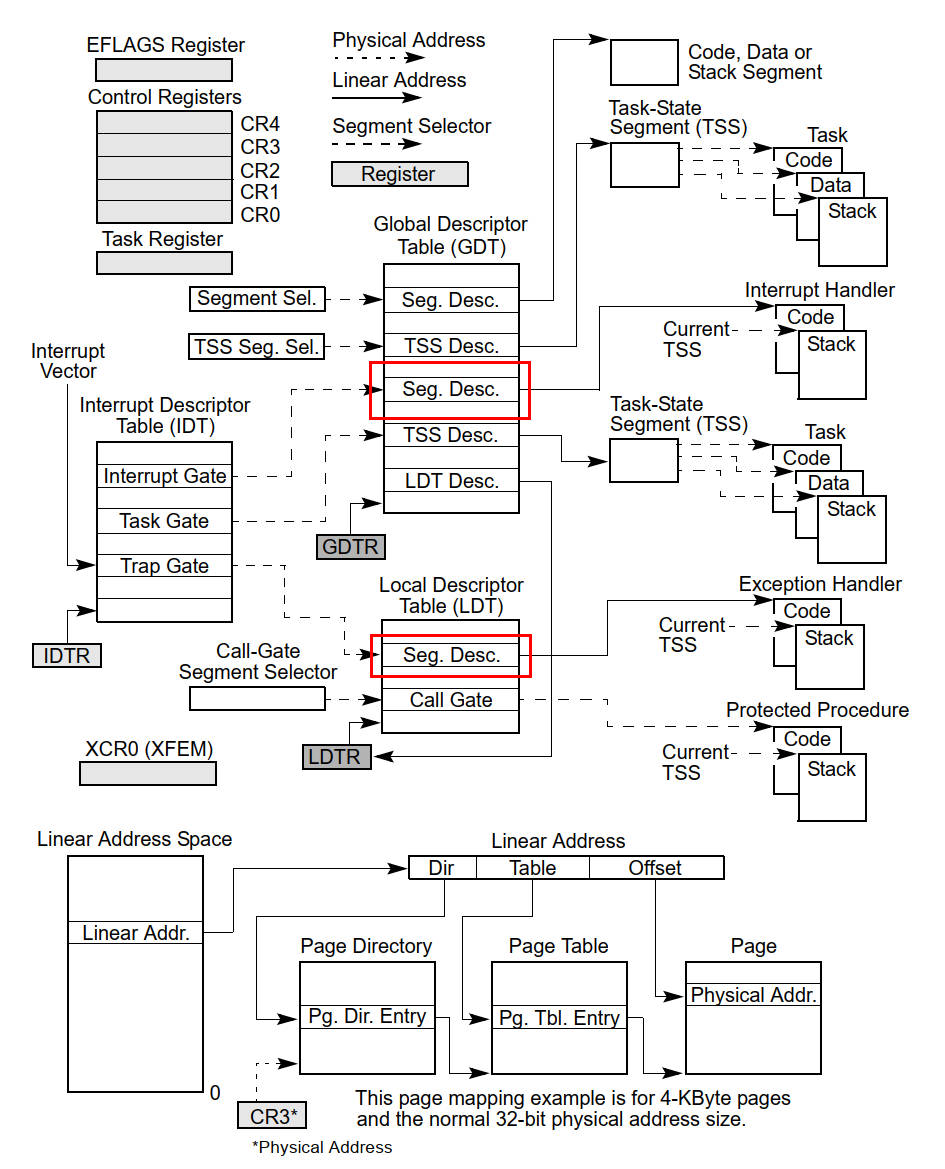 EFLAGS Register
Control Registers
CR4
CR3
CR2
CR1
CR0
Task Register
Physical Address
Linear Address
Segment Selector
Register
Code, Data or
Stack Segment
Task-State
Segment (TSS)
Task
Code
Data
Stack
Global Descriptor
Table (GDT)
Segment Sel.
Seg. Desc.
TSS Seg. Sel.
TSS Desc.
Interrupt Handler
Code
Current
TSS
Stack
Interrupt
Vector
Seg. Desc.
Interrupt Descriptor
Table (IDT)
Task-State
Segment (TSS)
TSS Desc.
Task
Code
Data
Stack
Interrupt Gate
LDT Desc.
Task Gate
GDTR
Trap Gate
IDTR
Local Descriptor
Table (LDT)
Exception Handler
Code
Current
TSS
Stack
Call-Gate
Segment Selector
Seg. Desc.
Call Gate
Protected Procedure
Code
Current
TSS
Stack
XCR0 (XFEM)
LDTR
Linear Address Space
Linear Address
Dir
Table
Offset
Linear Addr.
Page Directory
Page Table
Page
Physical Addr.
Pg. Dir. Entry
Pg. Tbl. Entry
0
CR3*
This page mapping example is for 4-KByte pages
and the normal 32-bit physical address size.
*Physical Address